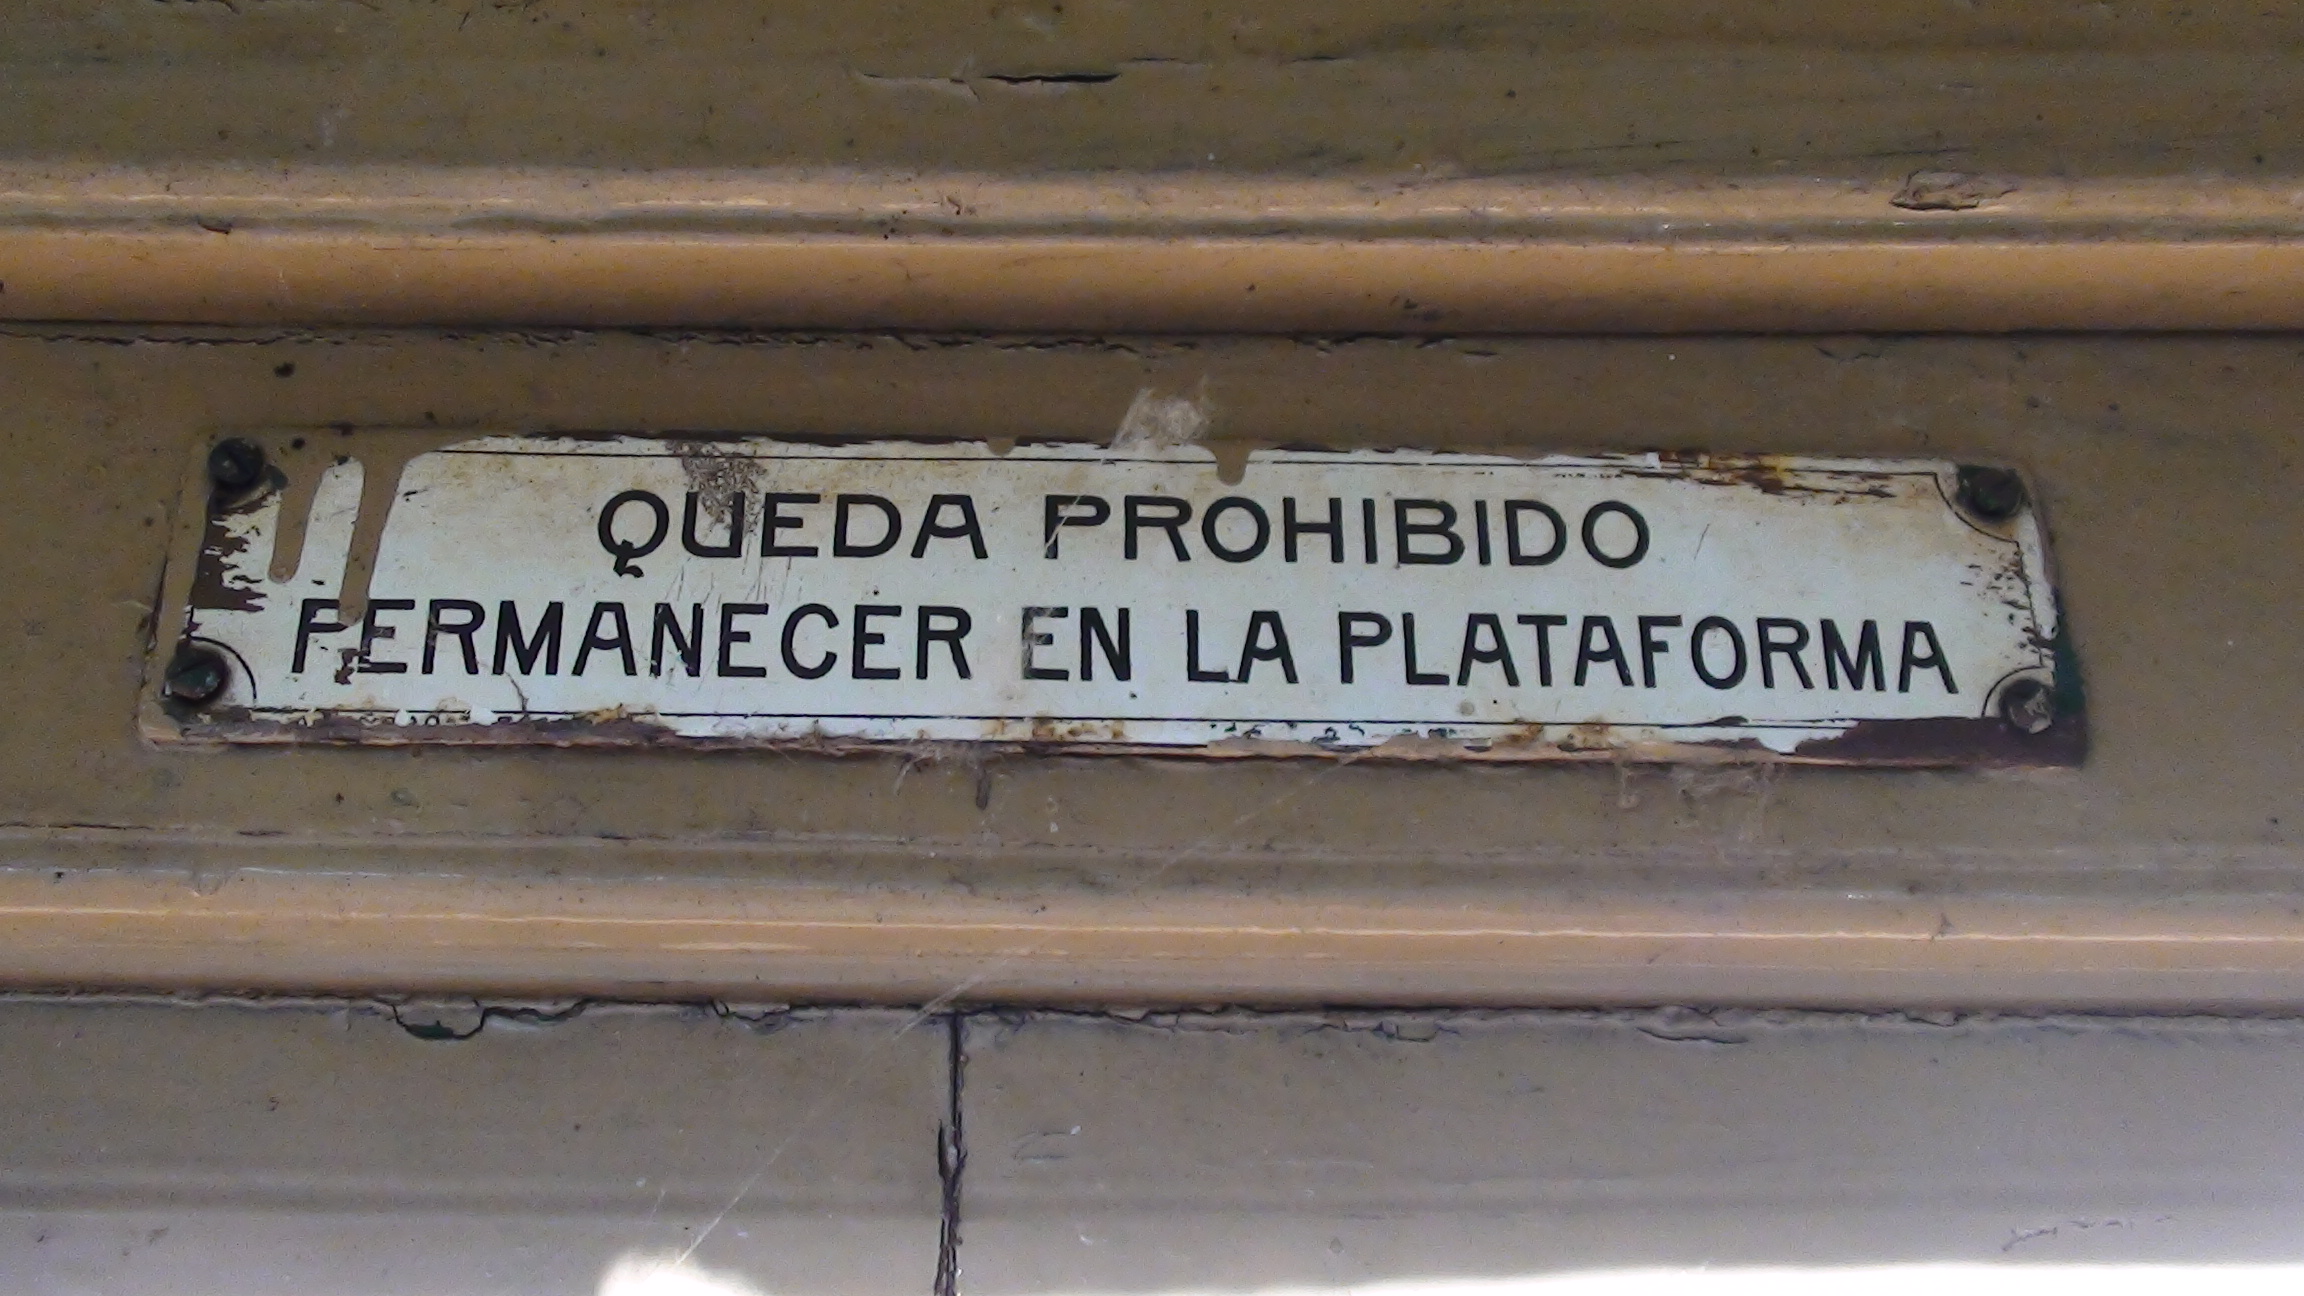 QUEDA PROHIBIDO
PERMANECER EN LA PLATAFORMA